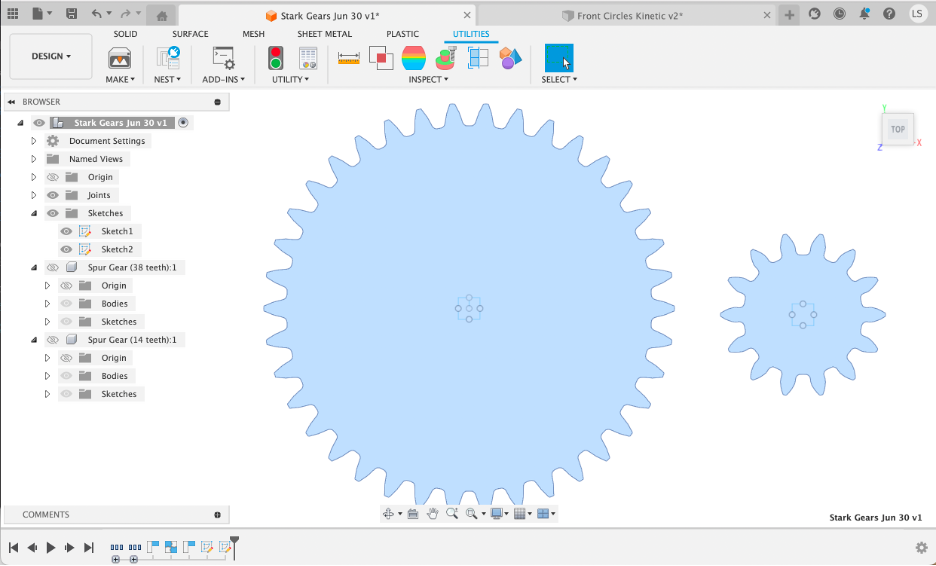 Stark Gears Jun 30 v1*
Front Circles Kinetic v2*
LS
DESIGN
SOLID
SURFACE
MESH
SHEET METAL
PLASTIC
UTILITIES
MAKE
NEST
ADD-INS
UTILITY
INSPECT
SELECT
BROWSER
Stark Gears Jun 30 v1
Document Settings
Named Views
Origin
Joints
Sketches
Sketch1
Sketch2
Spur Gear (38 teeth):1
Origin
Bodies
Sketches
Spur Gear (14 teeth):1
Origin
Bodies
Sketches
Y
TOP
X
Z
COMMENTS
Stark Gears Jun 30 v1